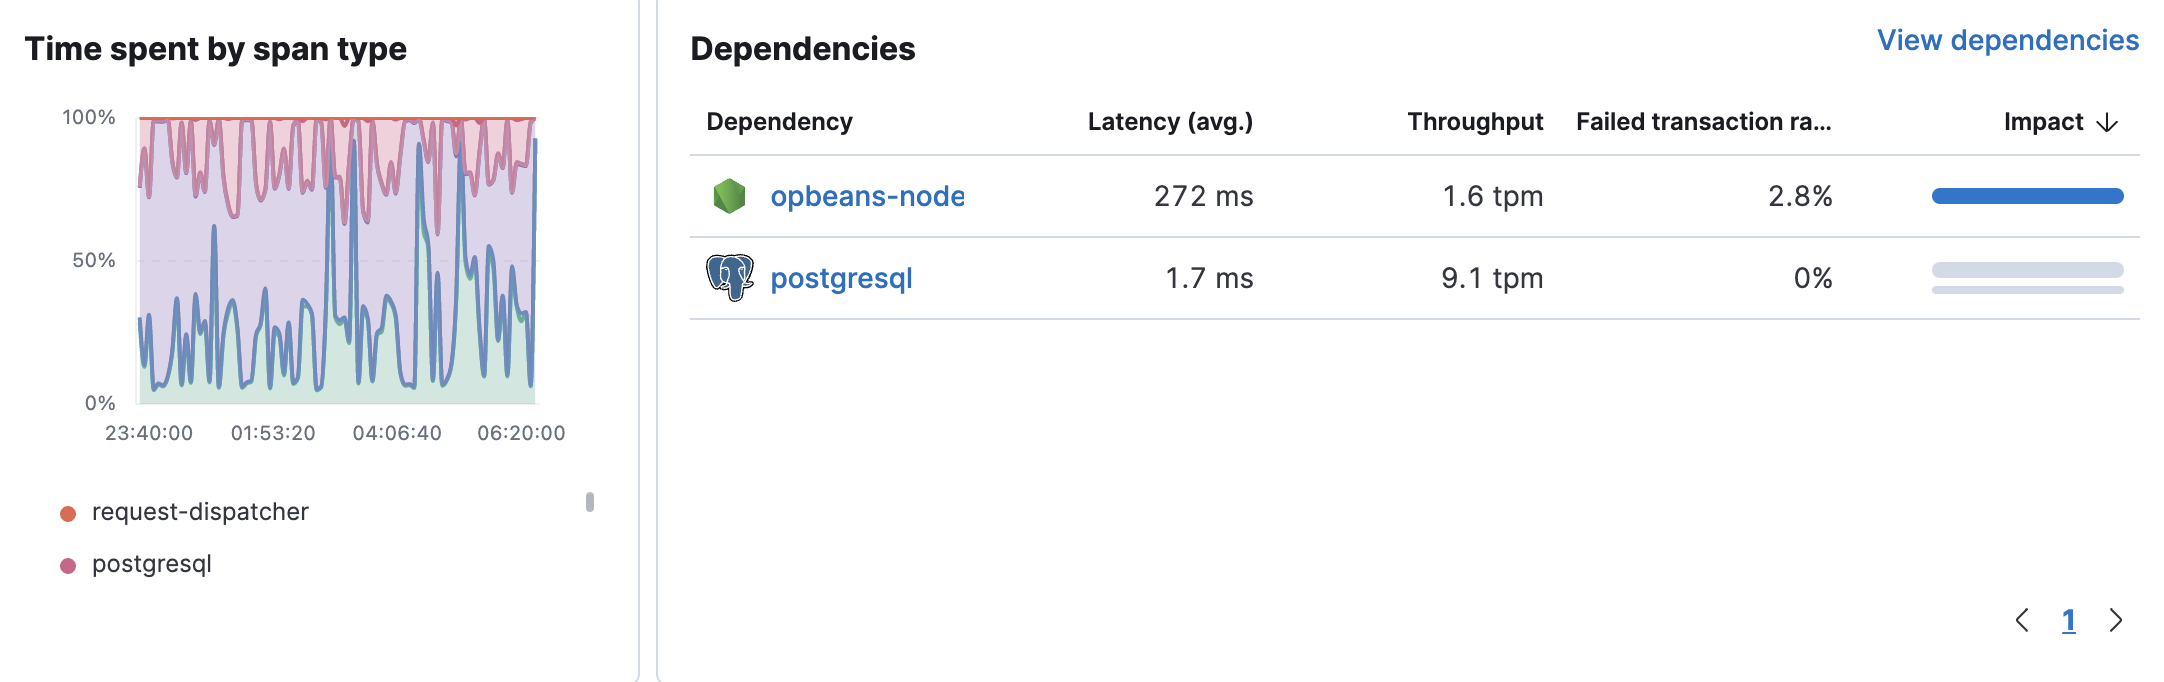 Time spent by span type
100%
50%
0%
23:40:00 01:53:20 04:06:40 06:20:00
request-dispatcher
postgresql
Dependencies
View dependencies
Dependency Latency (avg.) Throughput Failed transaction ra... Impact
opbeans-node 272 ms 1.6 tpm 2.8%
postgresql 1.7 ms 9.1 tpm 0%
1